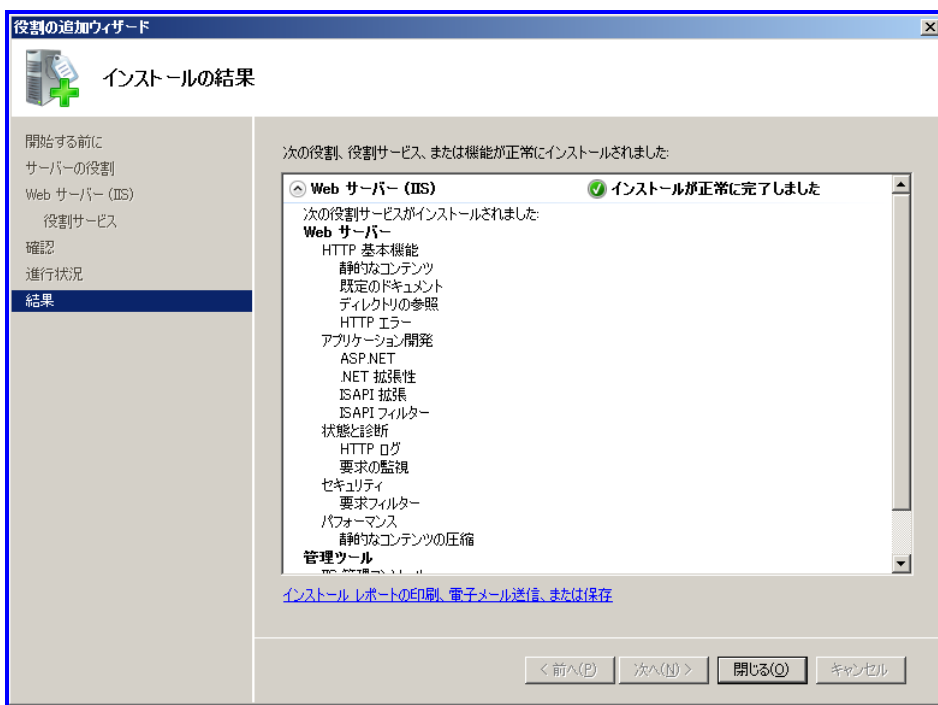 役割の追加ウィザード
インストールの結果
開始する前に
サーバーの役割
Web サーバー (IIS)
役割サービス
確認
進行状況
結果
次の役割、役割サービス、または機能が正常にインストールされました:
Web サーバー (IIS) インストールが正常に完了しました
次の役割サービスがインストールされました:
Web サーバー
HTTP 基本機能
静的なコンテンツ
既定のドキュメント
ディレクトリの参照
HTTP エラー
アプリケーション開発
ASP.NET
.NET 拡張性
ISAPI 拡張
ISAPI フィルター
状態と診断
HTTP ログ
要求の監視
セキュリティ
要求フィルター
パフォーマンス
静的なコンテンツの圧縮
管理ツール
インストール レポートの印刷、電子メール送信、または保存
< 前へ(P) 次へ(N) > 閉じる(O) キャンセル